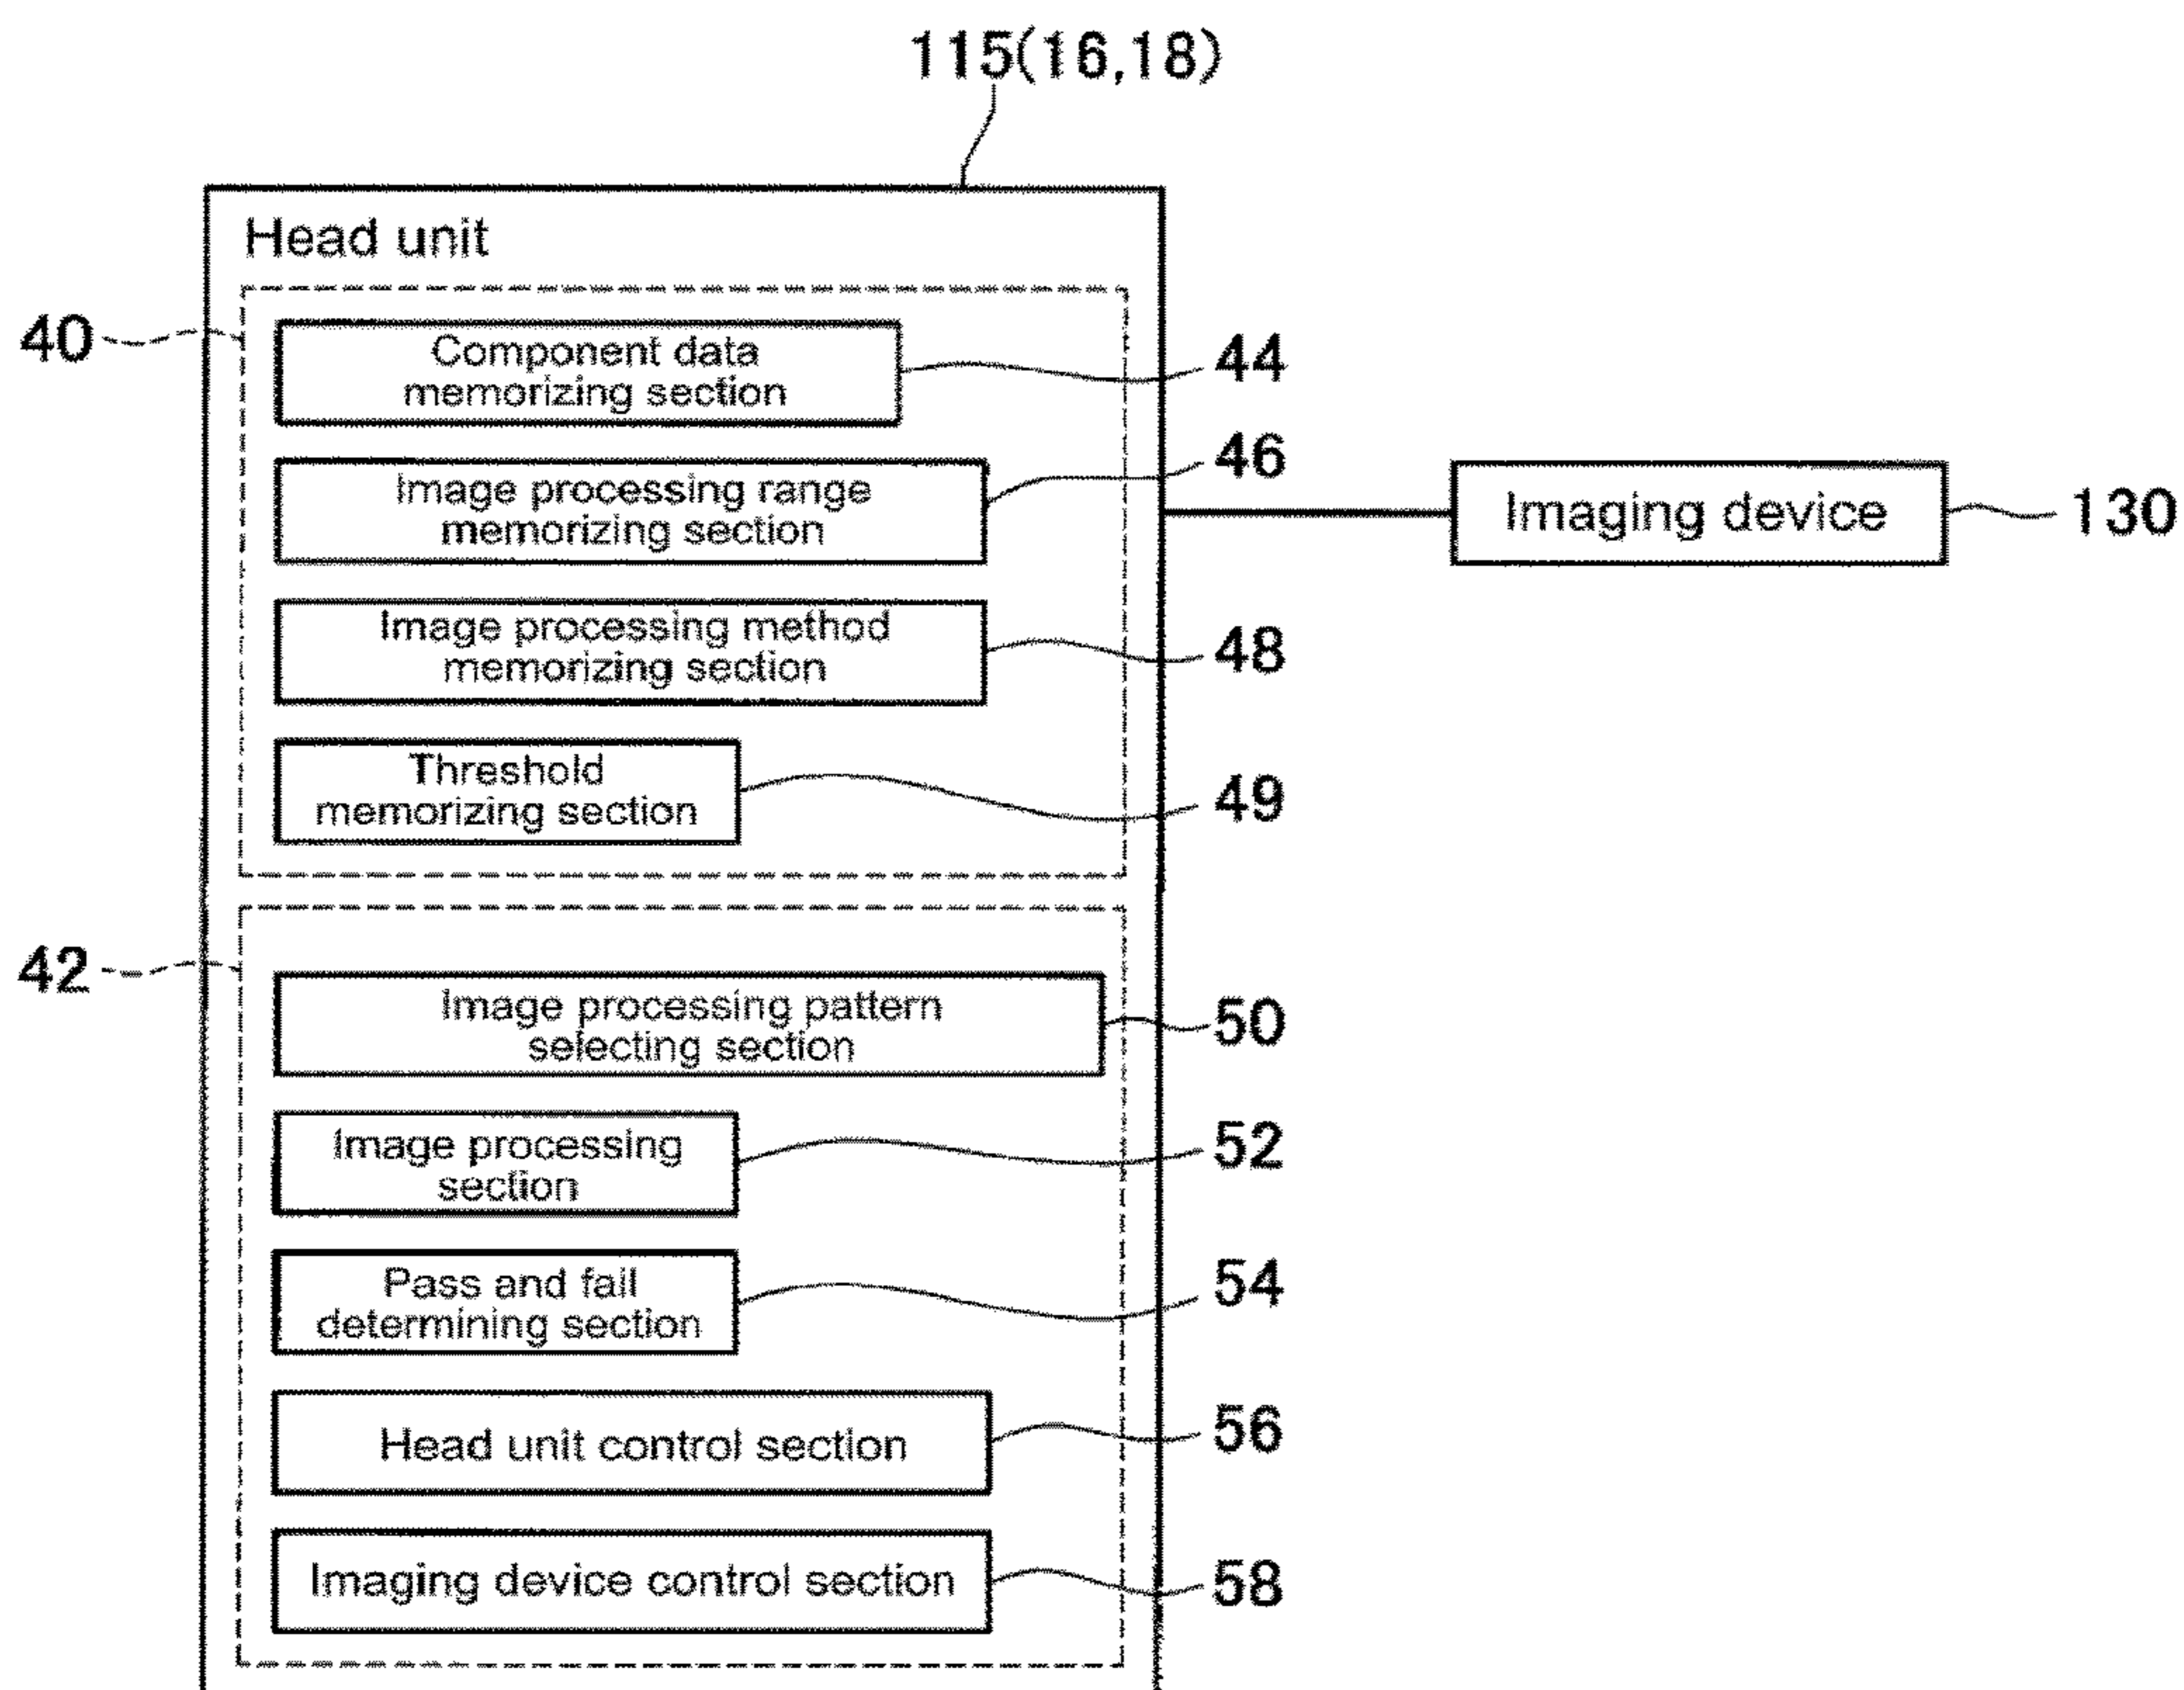 115(16,18)
Head unit
40
Component data
memorizing section
44
Image processing range
memorizing section
46
Imaging device
130
Image processing method
memorizing section
48
Threshold
memorizing section
49
42
Image processing pattern
selecting section
50
Image processing
section
52
Pass and fail
determining section
54
Head unit control section
56
Imaging device control section
58